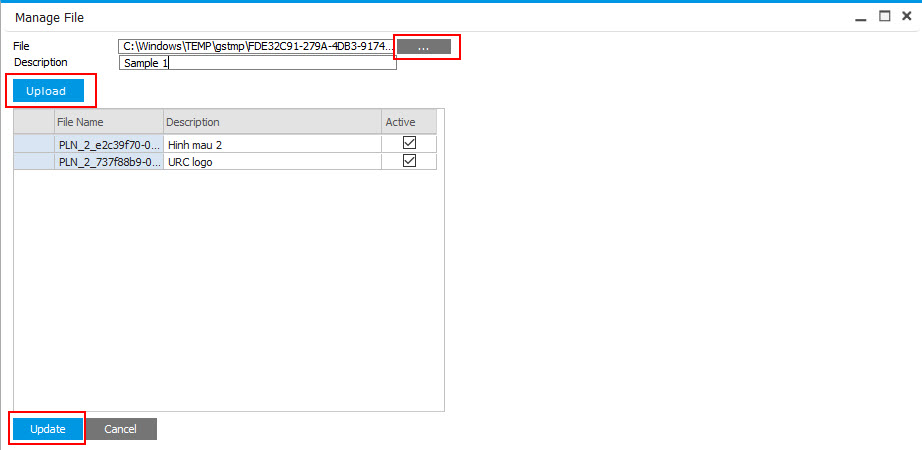 Manage File
File C:\Windows\TEMP\gstmp\FDE32C91-279A-4DB3-9174... ...
Description Sample 1
Upload
File Name Description Active
PLN_2_e2c39f70-0... Hinh mau 2
PLN_2_737f88b9-0... URC logo
Update Cancel